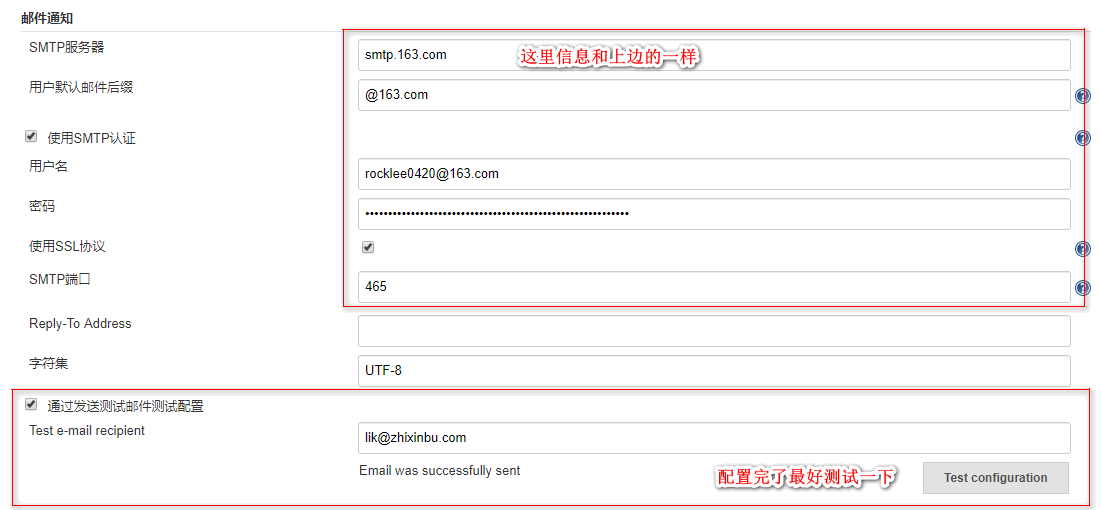 邮件通知
SMTP服务器
smtp.163.com
这里信息和上边的一样
用户默认邮件后缀
@163.com
使用SMTP认证
用户名
rocklee0420@163.com
密码
使用SSL协议
SMTP端口
465
Reply-To Address
字符集
UTF-8
通过发送测试邮件测试配置
Test e-mail recipient
lik@zhixinbu.com
Email was successfully sent
配置完了最好测试一下
Test configuration